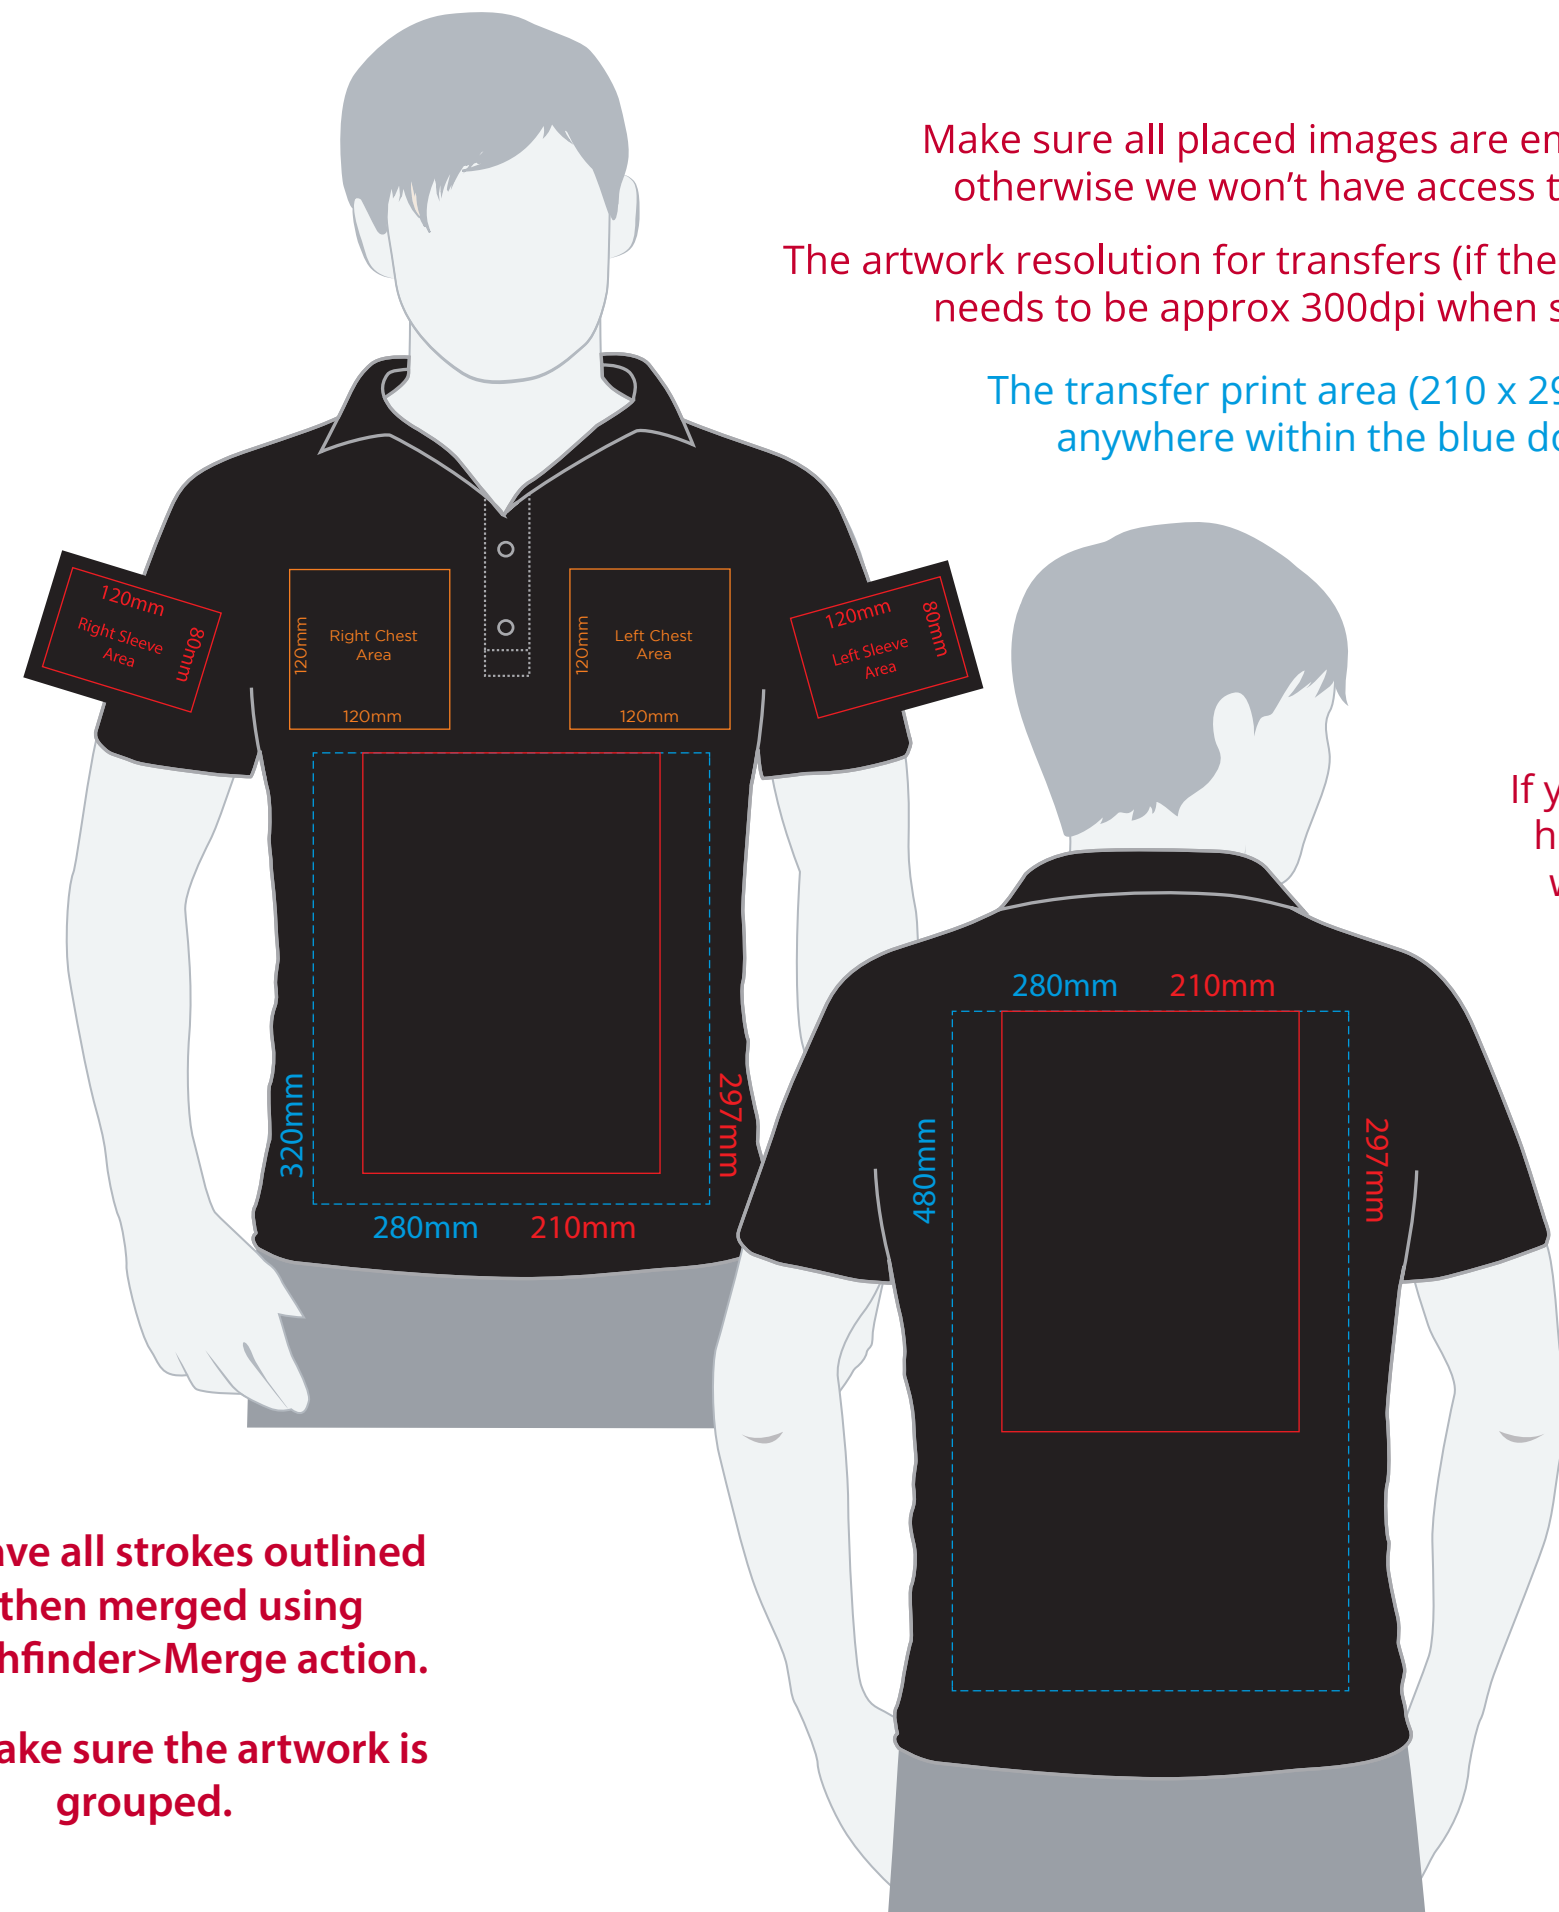 Make sure all placed images are
otherwise we won't have access
The artwork resolution for transfers (if the
needs to be approx 300dpi when
The transfer print area (210 x
anywhere within the blue
120mm
80mm
Right Sleeve
Area
120mm
Right Chest
Area
120mm
120mm
Left Chest
Area
120mm
120mm
80mm
Left Sleeve
Area
If
320mm
297mm
280mm 210mm
280mm 210mm
480mm
297mm
all strokes outlined
then merged using
hfinder>Merge action.
ake sure the artwork is
grouped.